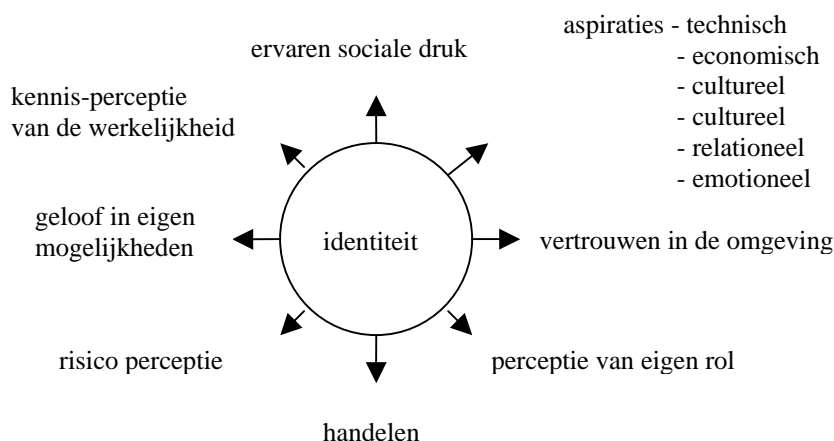 aspiraties - technisch
- economisch
- cultureel
- cultureel
- relationeel
- emotioneel
ervaren sociale druk
kennis-perceptie
van de werkelijkheid
geloof in eigen
mogelijkheden
identiteit
vertrouwen in de omgeving
risico perceptie
perceptie van eigen rol
handelen